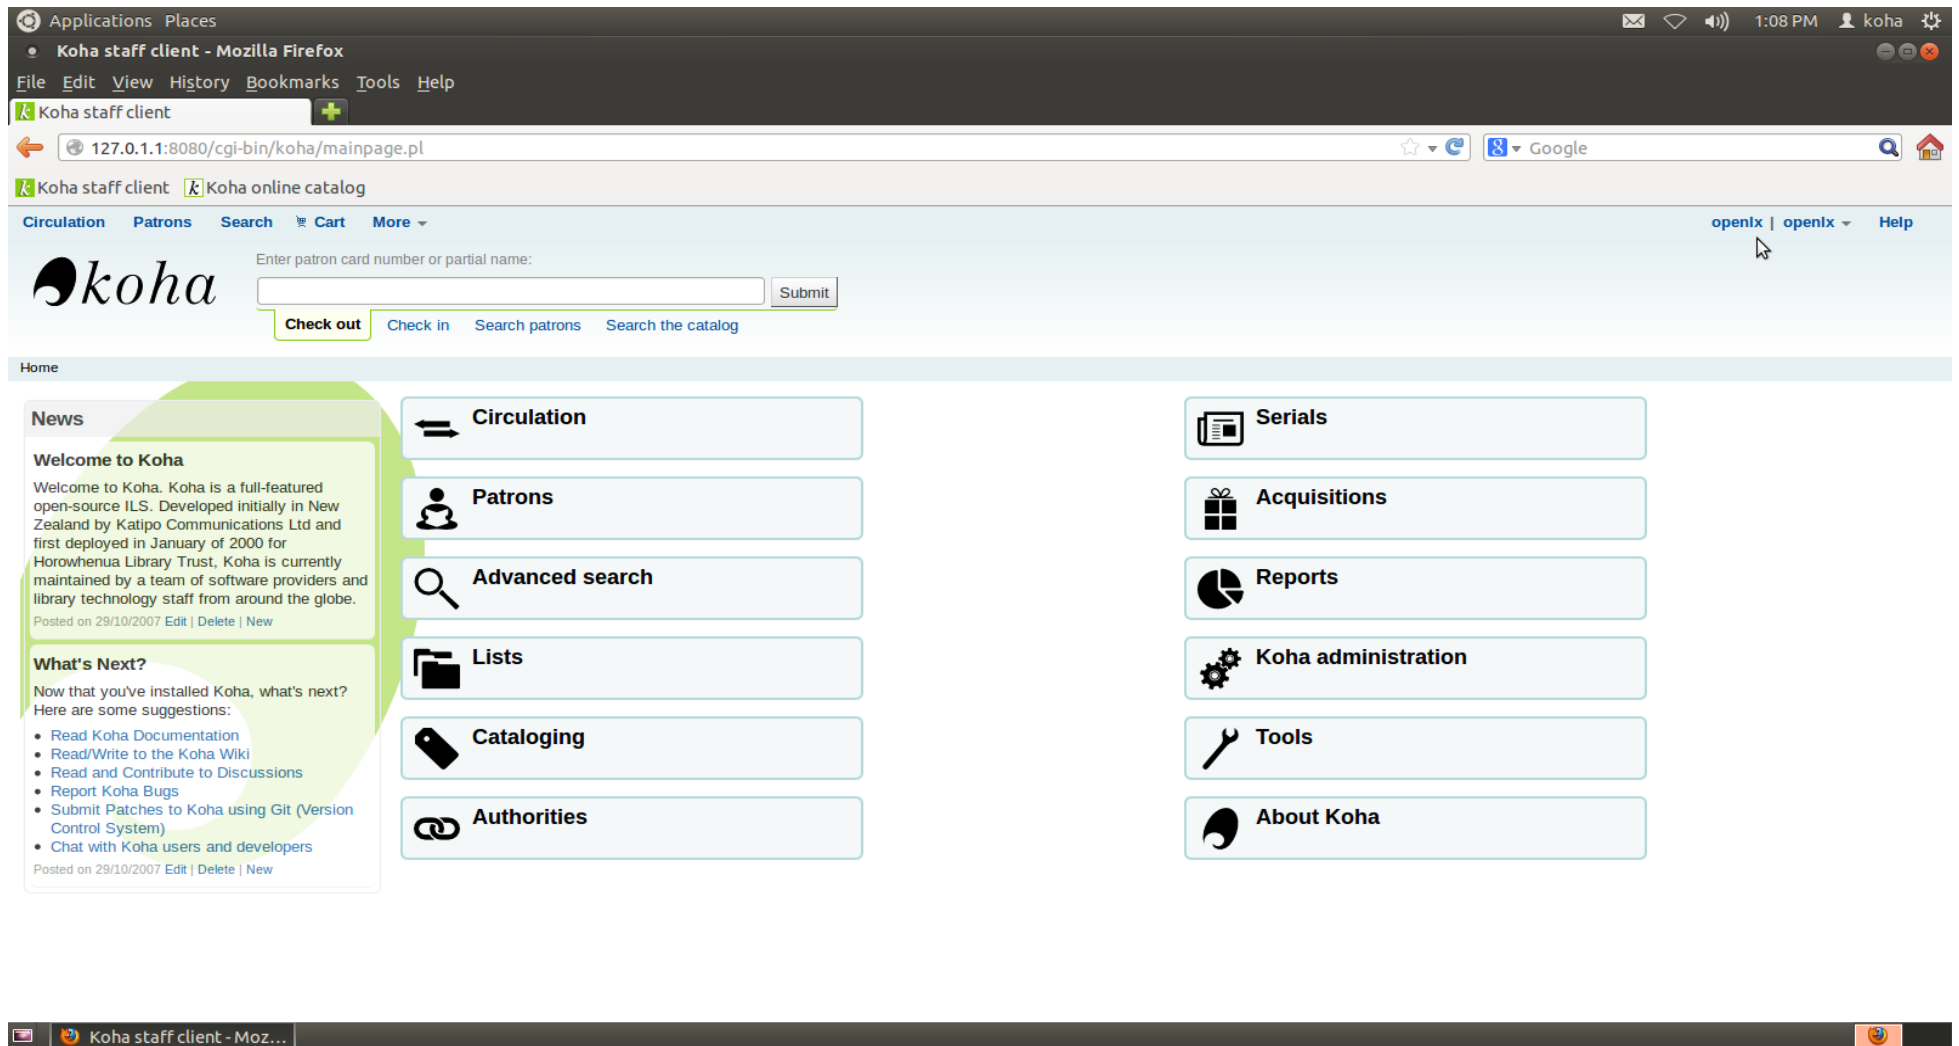 Applications Places 1:08 PM koha
Koha staff client - Mozilla Firefox
File Edit View History Bookmarks Tools Help
Koha staff client
127.0.1.1:8080/cgi-bin/koha/mainpage.pl Google
Koha staff client Koha online catalog
Circulation Patrons Search Cart More openlx | openlx Help
koha
Enter patron card number or partial name:
Submit
Check out Check in Search patrons Search the catalog
Home
News
Welcome to Koha
Welcome to Koha. Koha is a full-featured
open-source ILS. Developed initially in New
Zealand by Katipo Communications Ltd and
first deployed in January of 2000 for
Horowhenua Library Trust, Koha is currently
maintained by a team of software providers and
library technology staff from around the globe.
Posted on 29/10/2007 Edit | Delete | New
What's Next?
Now that you've installed Koha, what's next?
Here are some suggestions:
Read Koha Documentation
Read/Write to the Koha Wiki
Read and Contribute to Discussions
Report Koha Bugs
Submit Patches to Koha using Git (Version
Control System)
Chat with Koha users and developers
Posted on 29/10/2007 Edit | Delete | New
Circulation
Patrons
Advanced search
Lists
Cataloging
Authorities
Serials
Acquisitions
Reports
Koha administration
Tools
About Koha
Koha staff client - Moz...